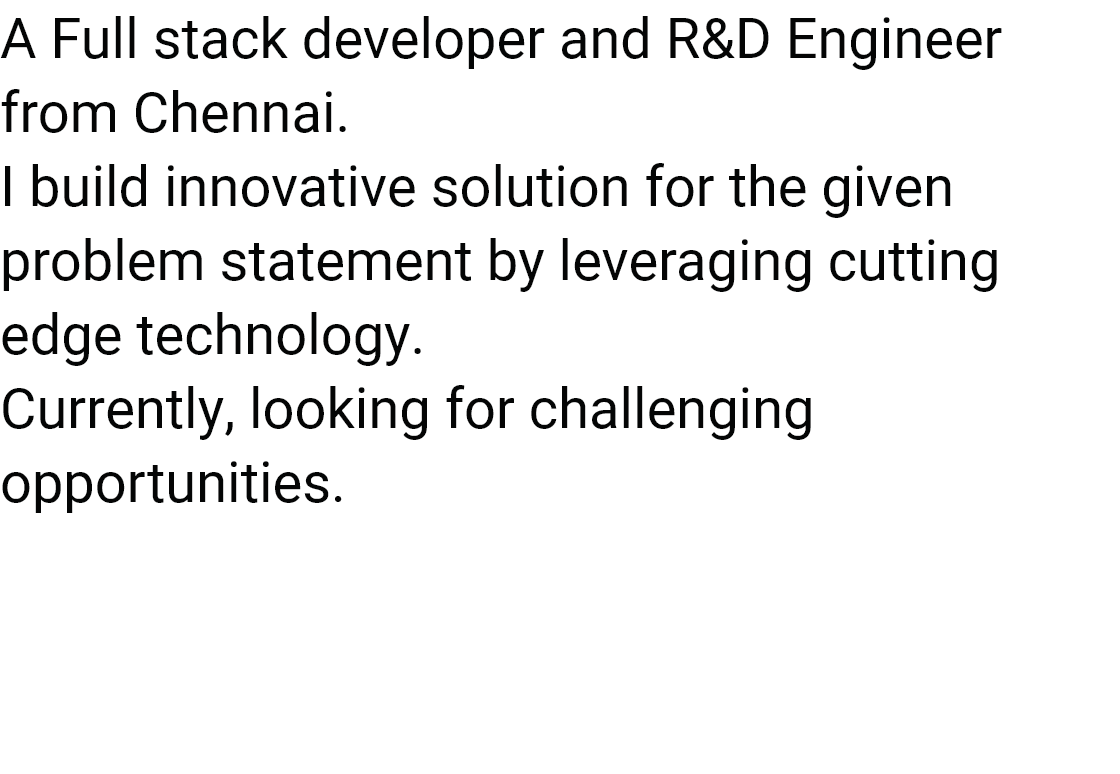 A Full stack developer and R&D Engineer
from Chennai.
I build innovative solution for the given
problem statement by leveraging cutting
edge technology.
Currently, looking for challenging
opportunities.